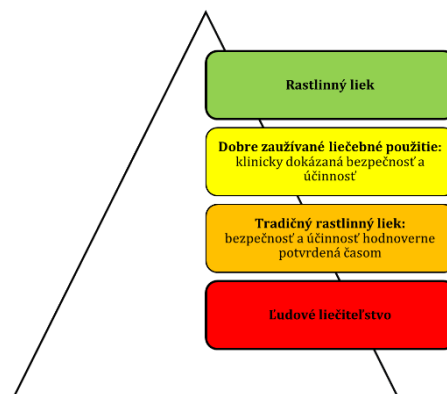 Rastlinný liek
Dobre zaužívané liečebné použitie:
klinicky dokázaná bezpečnosť a
účinnosť
Tradičný rastlinný liek:
bezpečnosť a účinnosť hodnoverne
potvrdená časom
Ľudové liečiteľstvo